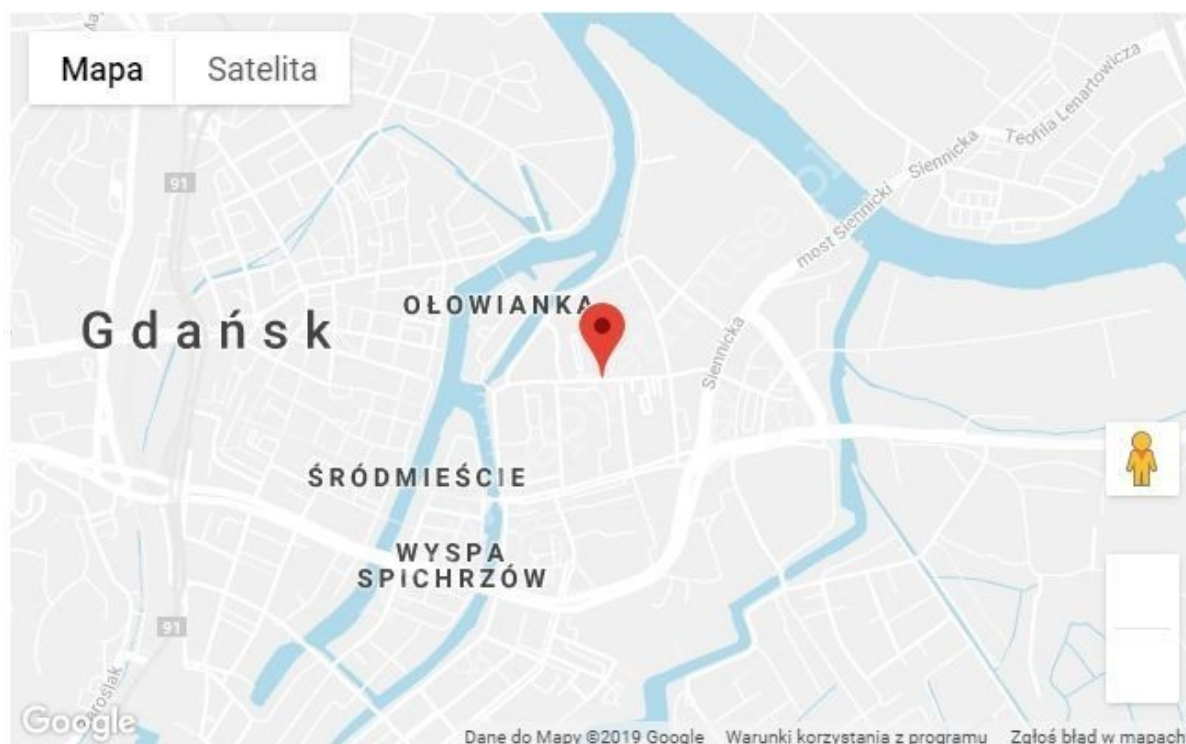 Mapa
Satelita
91
Teofila Lenartowicza
Siennicka
Siennicka
most Siennicki
OŁOWIANKA
Gdańsk
Siennicka
ŚRÓDMIEŚCIE
WYSPA
SPICHRZÓW
91
Google
Dane do Mapy ©2019 Google
Warunki korzystania z programu
Zgłoś błąd w mapach